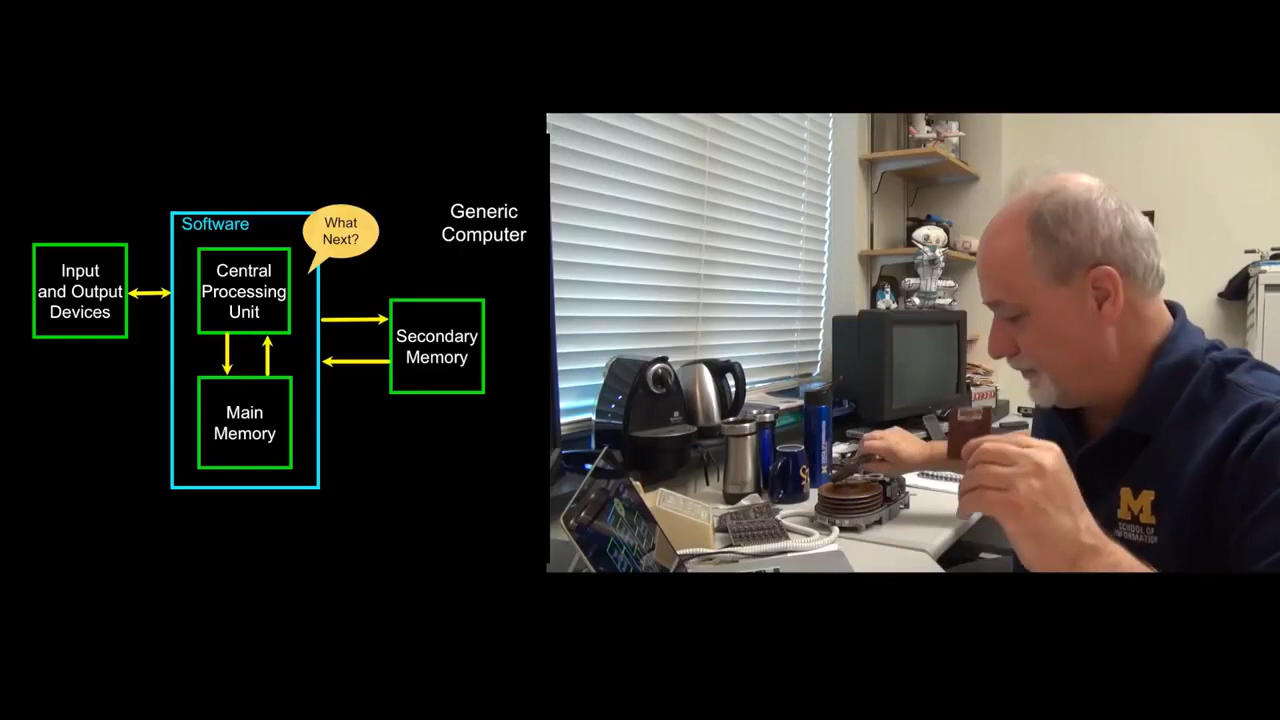 Generic
Computer
Software
What
Next?
Input
and Output
Devices
Central
Processing
Unit
Secondary
Memory
Main
Memory
M
SCHOOL OF
INFORMATION